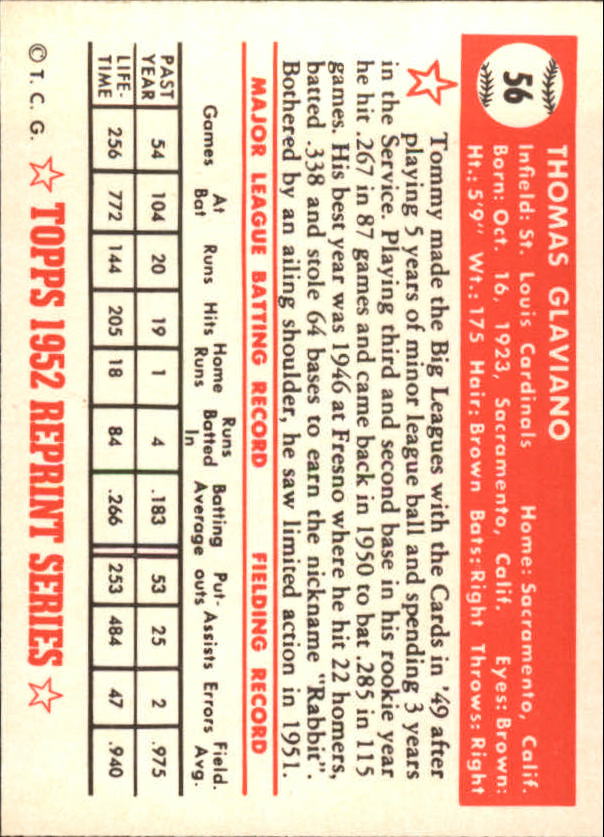 56
THOMAS GLAVIANO
Infield: St. Louis Cardinals Home: Sacramento, Calif.
Born: Oct. 16, 1923, Sacramento, Calif. Eyes: Brown:
Ht.: 5'9" Wt.: 175 Hair: Brown Bats: Right Throws: Right
Tommy made the Big Leagues with the Cards in '49 after
playing 5 years of minor league ball and spending 3 years
in the Service. Playing third and second base in his rookie year
he hit .267 in 87 games and came back in 1950 to bat .285 in 115
games. His best year was 1946 at Fresno where he hit 22 homers,
batted .338 and stole 64 bases to earn the nickname "Rabbit".
Bothered by an ailing shoulder, he saw limited action in 1951.
MAJOR LEAGUE BATTING RECORD FIELDING RECORD
Games At Bat Runs Hits Home Runs Runs Batted In Batting Average Put-outs Assists Errors Field. Avg.
PAST YEAR 54 104 20 19 1 4 .183 53 25 2 .975
LIFE-TIME 256 772 144 205 18 84 .266 253 484 47 .940
© T. C. G. TOPPS 1952 REPRINT SERIES